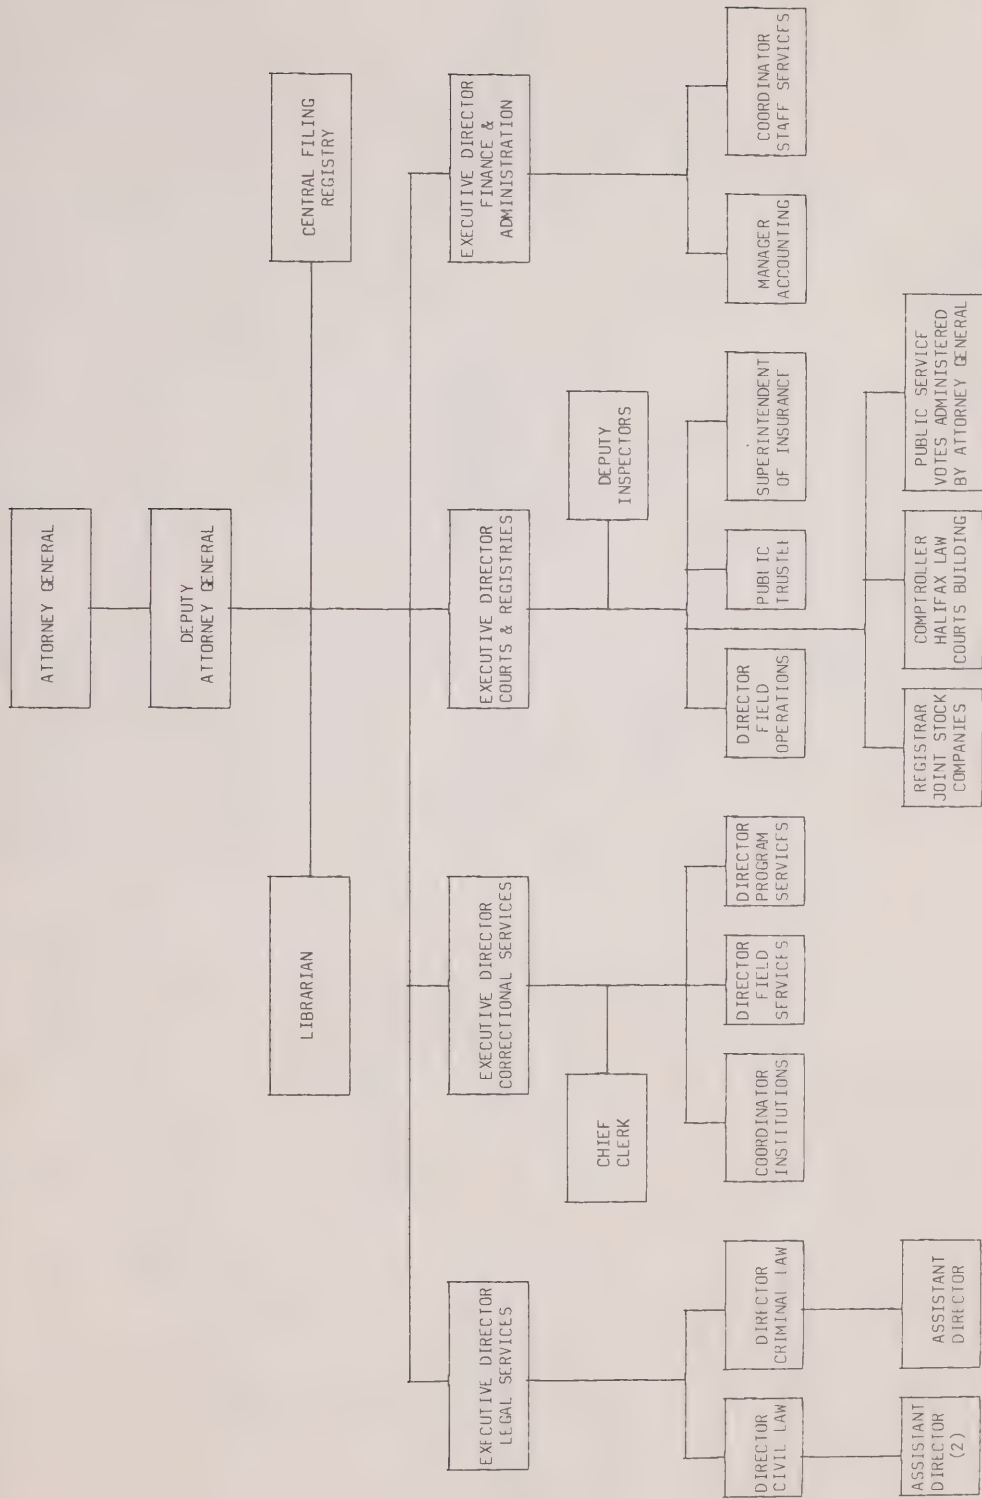 ATTORNEY GENERAL
DEPUTY
ATTORNEY GENERAL
LIBRARIAN
CENTRAL FILING
REGISTRY
EXECUTIVE DIRECTOR
LEGAL SERVICES
EXECUTIVE DIRECTOR
CORRECTIONAL SERVICES
EXECUTIVE DIRECTOR
COURTS & REGISTRIES
EXECUTIVE DIRECTOR
FINANCE &
ADMINISTRATION
CHIEF
CLERK
DEPUTY
INSPECTORS
DIRECTOR
CIVIL LAW
DIRECTOR
CRIMINAL LAW
COORDINATOR
INSTITUTIONS
DIRECTOR
FIELD
SERVICES
DIRECTOR
PROGRAM
SERVICES
DIRECTOR
FIELD
OPERATIONS
PUBLIC
TRUSTEE
SUPERINTENDENT
OF INSURANCE
MANAGER
ACCOUNTING
COORDINATOR
STAFF SERVICES
ASSISTANT
DIRECTOR
(2)
ASSISTANT
DIRECTOR
REGISTRAR
JOINT STOCK
COMPANIES
COMPTROLLER
HALIFAX LAW
COURTS BUILDING
PUBLIC SERVICE
VOTES ADMINISTERED
BY ATTORNEY GENERAL